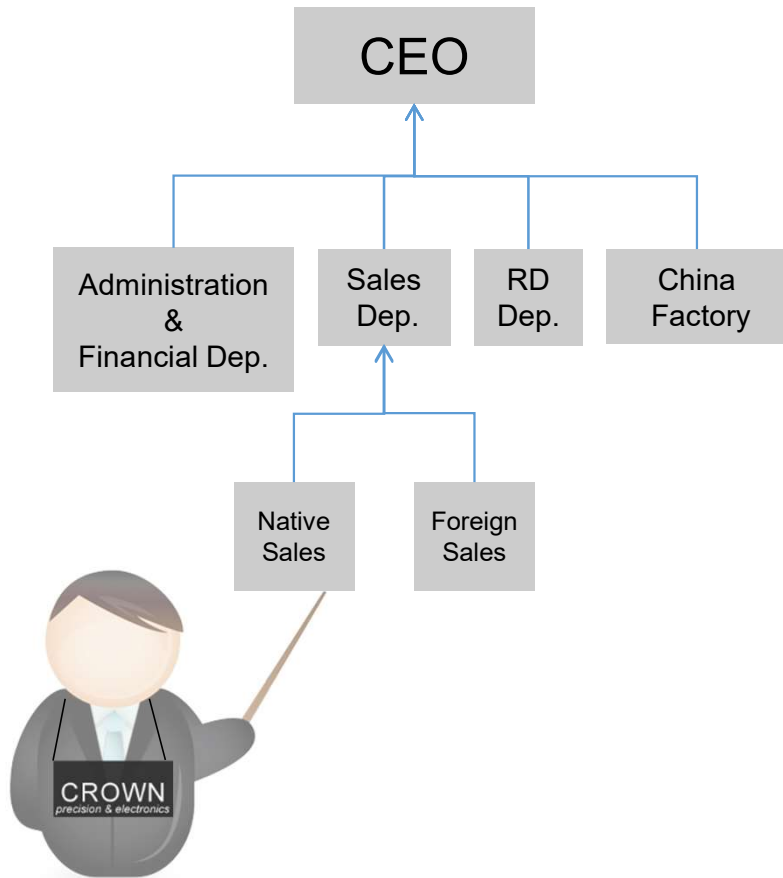 CEO
Administration
&
Financial Dep.
Sales
Dep.
RD
Dep.
China
Factory
Native
Sales
Foreign
Sales
CROWN
precision & electronics